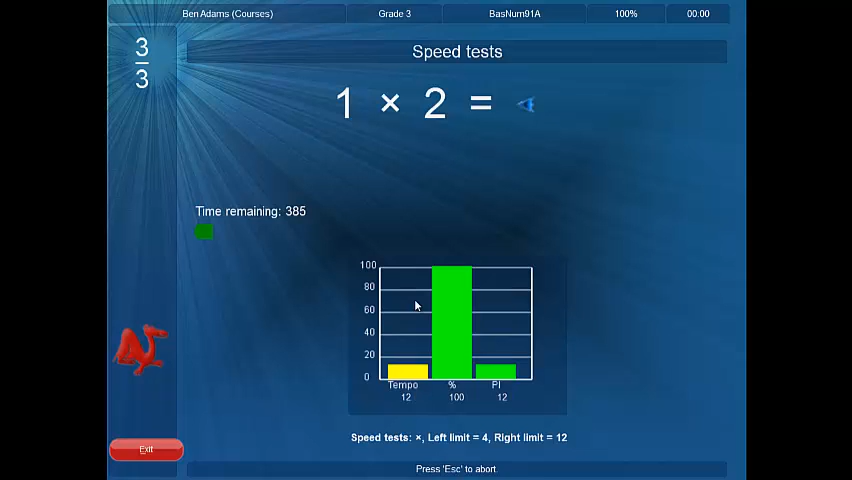 Ben Adams (Courses) Grade 3 BasNum91A 100% 00:00
3
3
Speed tests
1 × 2 =
Time remaining: 385
100
80
60
40
20
0
Tempo % PI
12 100 12
Speed tests: ×, Left limit = 4, Right limit = 12
Exit
Press 'Esc' to abort.